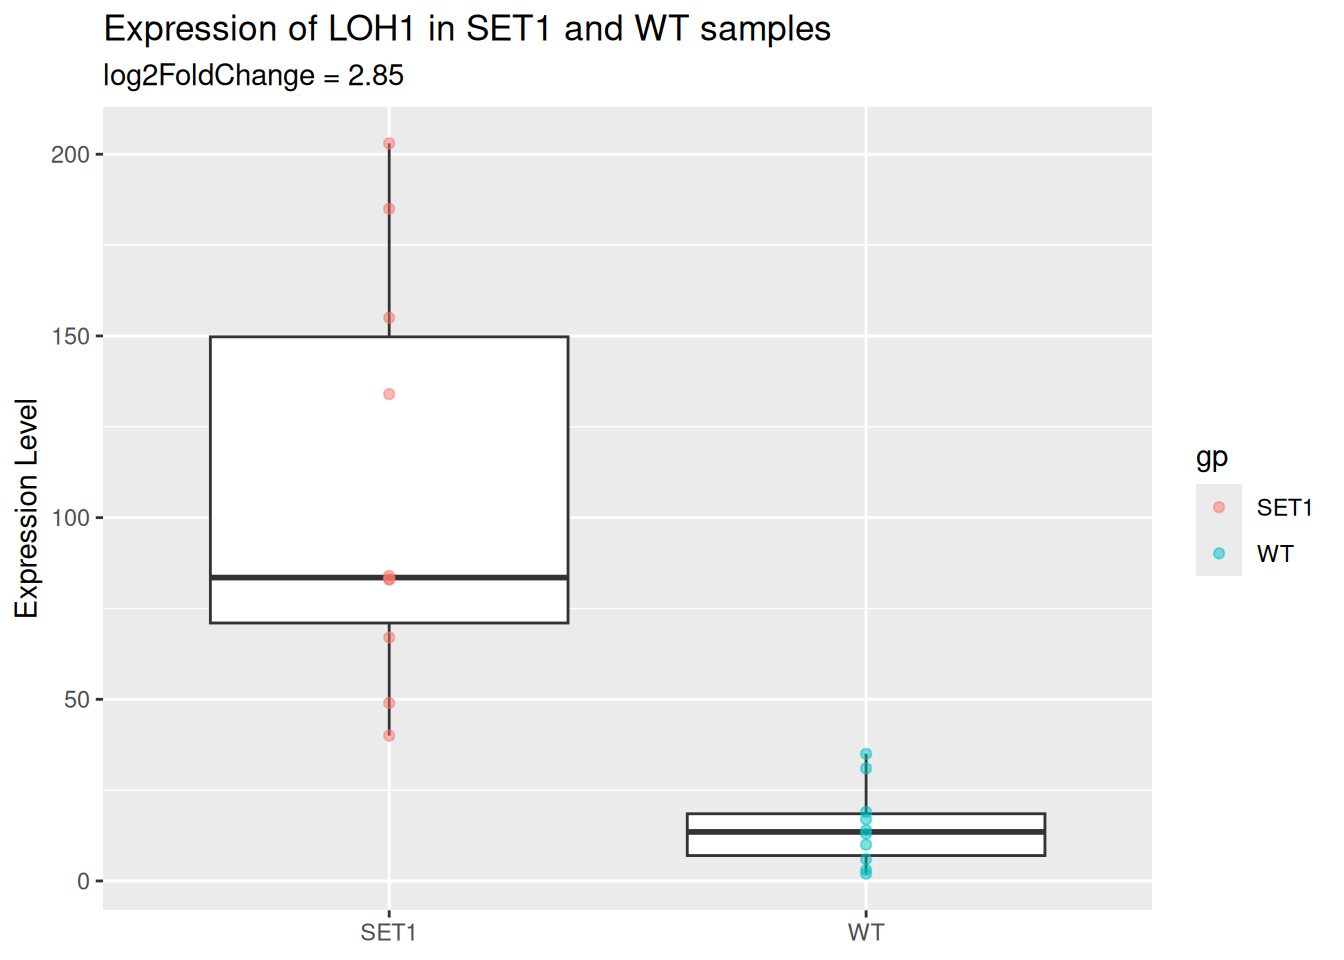 Expression of LOH1 in SET1 and WT samples
log2FoldChange = 2.85
Expression Level
200
150
100
50
0
SET1
WT
gp
SET1
WT